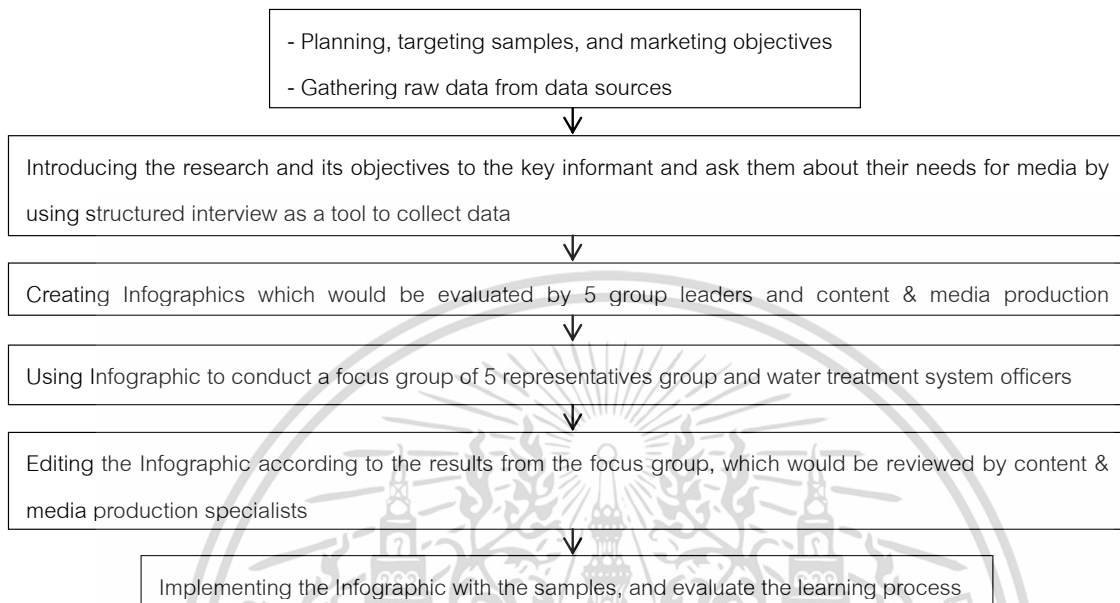 - Planning, targeting samples, and marketing objectives
- Gathering raw data from data sources
Introducing the research and its objectives to the key informant and ask them about their needs for media by
using structured interview as a tool to collect data
Creating Infographics which would be evaluated by 5 group leaders and content & media production
Using Infographic to conduct a focus group of 5 representatives group and water treatment system officers
Editing the Infographic according to the results from the focus group, which would be reviewed by content &
media production specialists
Implementing the Infographic with the samples, and evaluate the learning process